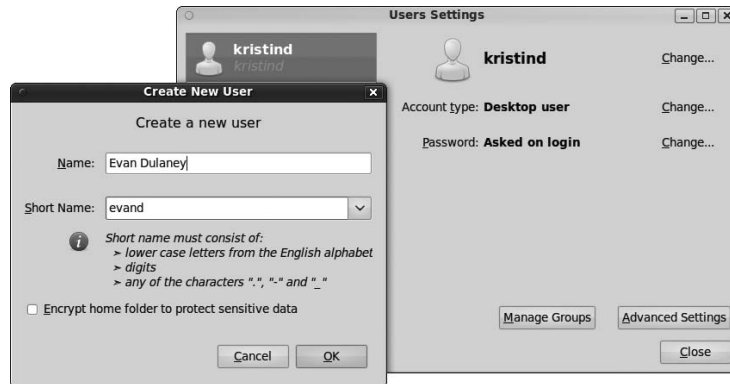 Users Settings
kristind
kristind
kristind
Change...
Account type: Desktop user
Change...
Password: Asked on login
Change...
Manage Groups
Advanced Settings
Close
Create New User
Create a new user
Name: Evan Dulaney
Short Name: evand
Short name must consist of:
➢ lower case letters from the English alphabet
➢ digits
➢ any of the characters ".", "-" and "_"
Encrypt home folder to protect sensitive data
Cancel
OK